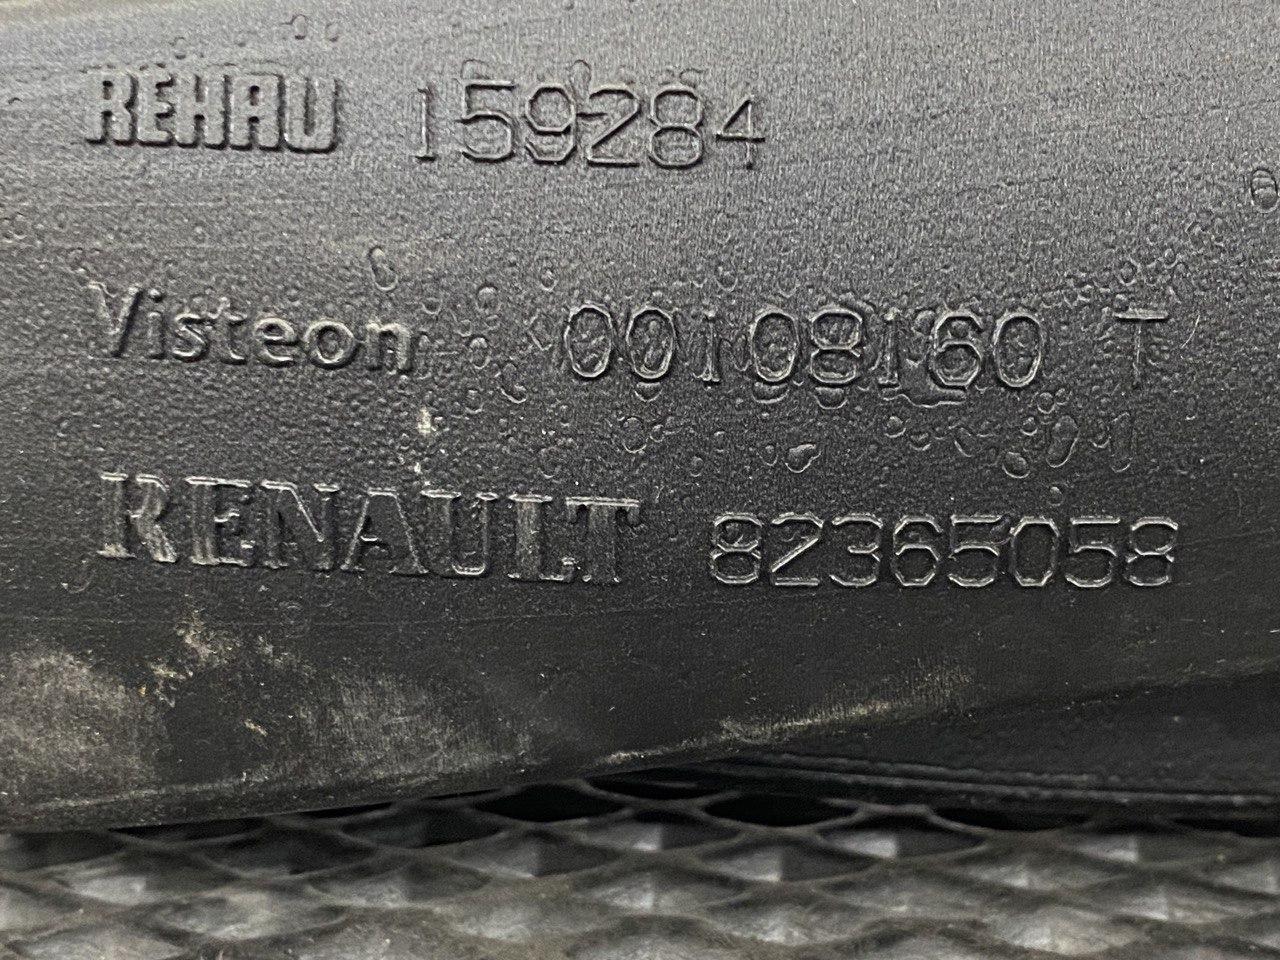 REHAU 159284
Visteon 00108160 T
RENAULT 82365058